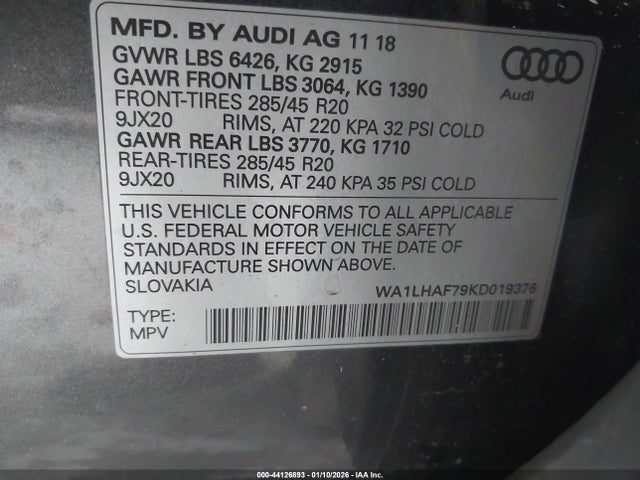 MFD. BY AUDI AG 11 18
GVWR LBS 6426, KG 2915
GAWR FRONT LBS 3064, KG 1390
FRONT-TIRES 285/45 R20
9JX20 RIMS, AT 220 KPA 32 PSI COLD
GAWR REAR LBS 3770, KG 1710
REAR-TIRES 285/45 R20
9JX20 RIMS, AT 240 KPA 35 PSI COLD
Audi
THIS VEHICLE CONFORMS TO ALL APPLICABLE
U.S. FEDERAL MOTOR VEHICLE SAFETY
STANDARDS IN EFFECT ON THE DATE OF
MANUFACTURE SHOWN ABOVE.
SLOVAKIA WA1LHAF79KD019376
TYPE:
MPV
000-44126893 - 01/10/2026 - IAA Inc.